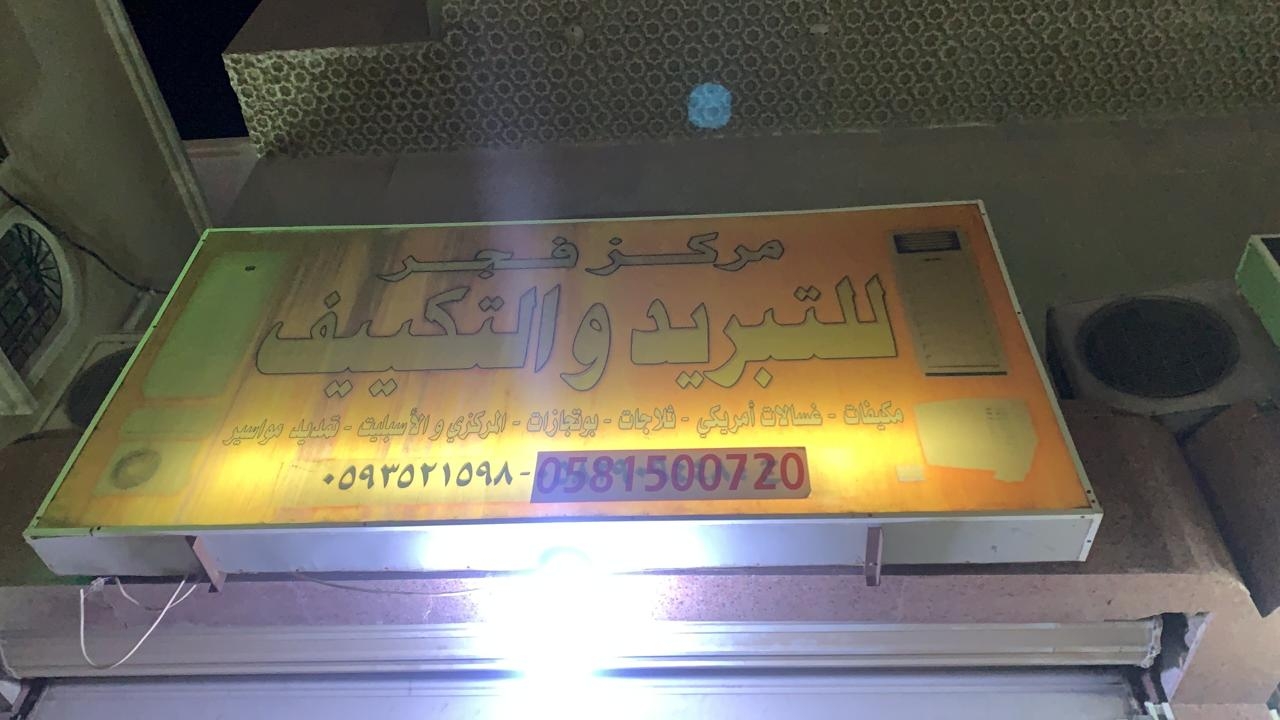 مركز فجر
للتبريد والتكييف
مكيفات - غسالات أمريكي - ثلاجات - بوتجازات - المركزي و الأسبليت - تمديد مواسير
0581500720 - ٠٥٩٣٥٢١٥٩٨